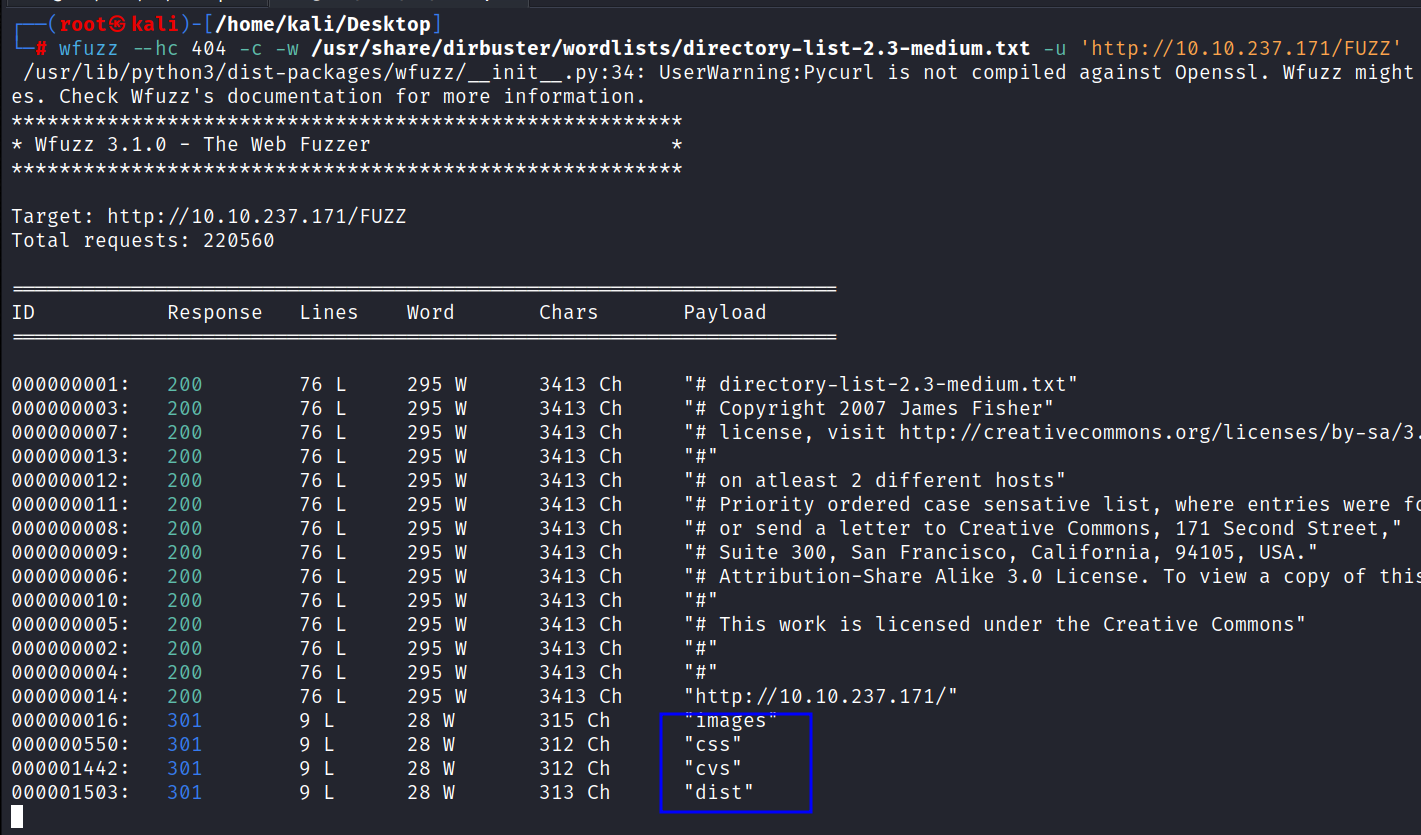 ┌──(root㉿kali)-[/home/kali/Desktop]
└─# wfuzz --hc 404 -c -w /usr/share/dirbuster/wordlists/directory-list-2.3-medium.txt -u 'http://10.10.237.171/FUZZ'
/usr/lib/python3/dist-packages/wfuzz/__init__.py:34: UserWarning:Pycurl is not compiled against Openssl. Wfuzz might
es. Check Wfuzz's documentation for more information.
********************************************************
* Wfuzz 3.1.0 - The Web Fuzzer                         *
********************************************************
Target: http://10.10.237.171/FUZZ
Total requests: 220560
=====================================================================
ID           Response   Lines    Word       Chars       Payload
=====================================================================
000000001:   200        76 L     295 W      3413 Ch     "# directory-list-2.3-medium.txt"
000000003:   200        76 L     295 W      3413 Ch     "# Copyright 2007 James Fisher"
000000007:   200        76 L     295 W      3413 Ch     "# license, visit http://creativecommons.org/licenses/by-sa/3.
000000013:   200        76 L     295 W      3413 Ch     "#"
000000012:   200        76 L     295 W      3413 Ch     "# on atleast 2 different hosts"
000000011:   200        76 L     295 W      3413 Ch     "# Priority ordered case sensative list, where entries were fo
000000008:   200        76 L     295 W      3413 Ch     "# or send a letter to Creative Commons, 171 Second Street,"
000000009:   200        76 L     295 W      3413 Ch     "# Suite 300, San Francisco, California, 94105, USA."
000000006:   200        76 L     295 W      3413 Ch     "# Attribution-Share Alike 3.0 License. To view a copy of this
000000010:   200        76 L     295 W      3413 Ch     "#"
000000005:   200        76 L     295 W      3413 Ch     "# This work is licensed under the Creative Commons"
000000002:   200        76 L     295 W      3413 Ch     "#"
000000004:   200        76 L     295 W      3413 Ch     "#"
000000014:   200        76 L     295 W      3413 Ch     "http://10.10.237.171/"
000000016:   301        9 L      28 W       315 Ch      "images"
000000550:   301        9 L      28 W       312 Ch      "css"
000001442:   301        9 L      28 W       312 Ch      "cvs"
000001503:   301        9 L      28 W       313 Ch      "dist"